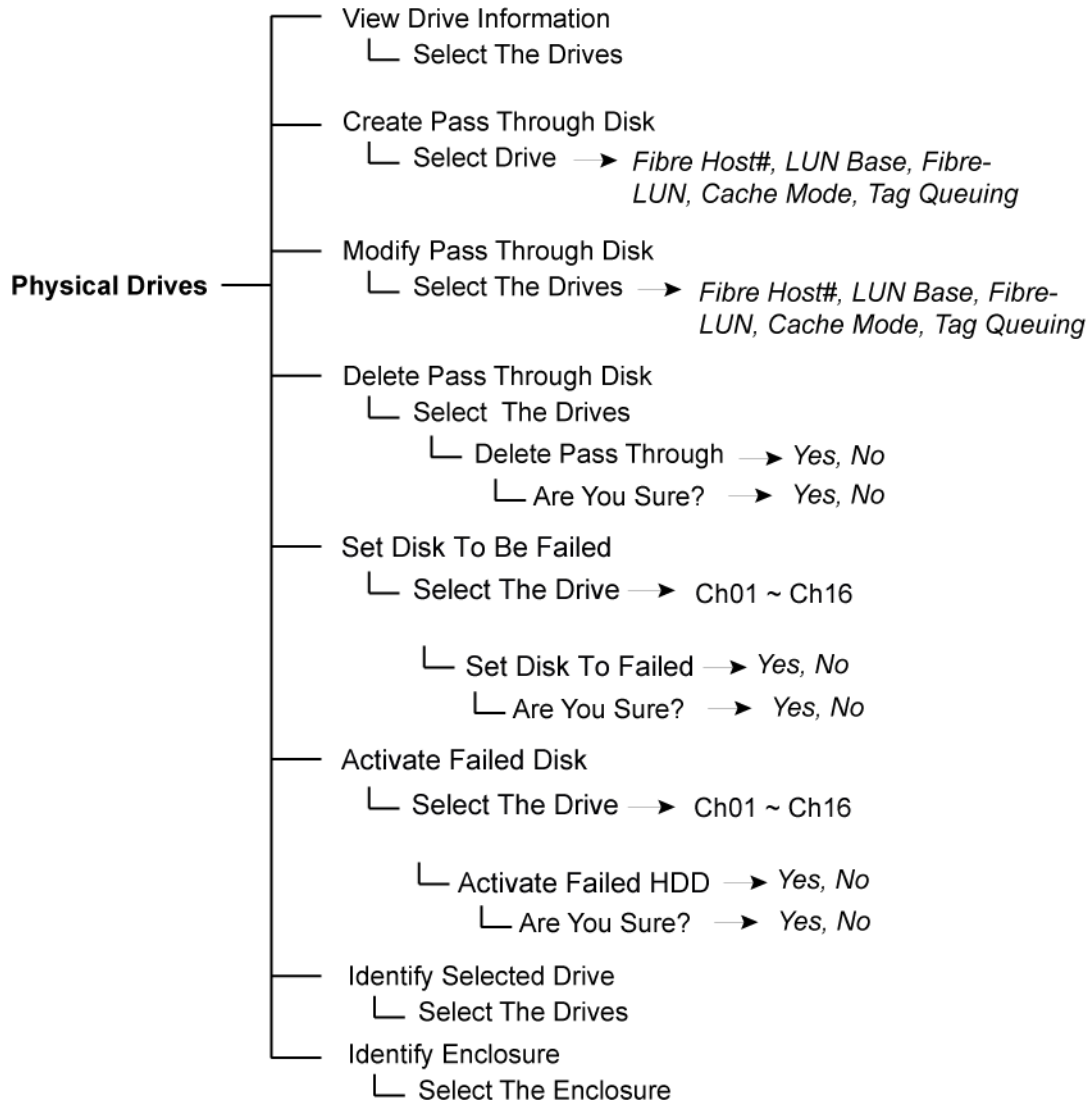 View Drive Information
Select The Drives
Create Pass Through Disk
Select Drive Fibre Host#, LUN Base, Fibre-
LUN, Cache Mode, Tag Queuing
Modify Pass Through Disk
Physical Drives
Select The Drives Fibre Host#, LUN Base, Fibre-
LUN, Cache Mode, Tag Queuing
Delete Pass Through Disk
Select The Drives
Delete Pass Through Yes, No
Are You Sure? Yes, No
Set Disk To Be Failed
Select The Drive Ch01 ~ Ch16
Set Disk To Failed Yes, No
Are You Sure? Yes, No
Activate Failed Disk
Select The Drive Ch01 ~ Ch16
Activate Failed HDD Yes, No
Are You Sure? Yes, No
Identify Selected Drive
Select The Drives
Identify Enclosure
Select The Enclosure